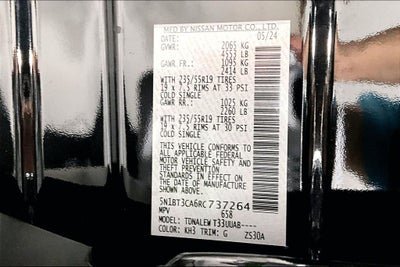 MFD BY NISSAN MOTOR CO., LTD.
DATE: 05/24
GVWR: 2065 KG
4553 LB
GAWR FR.: 1095 KG
2414 LB
WITH 235/55R19 TIRES
19 x 7.5 RIMS AT 33 PSI
COLD SINGLE
GAWR RR.: 1025 KG
2260 LB
WITH 235/55R19 TIRES
19 x 7.5 RIMS AT 30 PSI
COLD SINGLE
THIS VEHICLE CONFORMS TO
ALL APPLICABLE FEDERAL
MOTOR VEHICLE SAFETY AND
THEFT PREVENTION
STANDARDS IN EFFECT ON
THE DATE OF MANUFACTURE
SHOWN ABOVE.
5N1BT3CA6RC737264
MPV 658
MODEL: TDNALEW T33UUAB----
COLOR: KH3 TRIM: G ZS30A